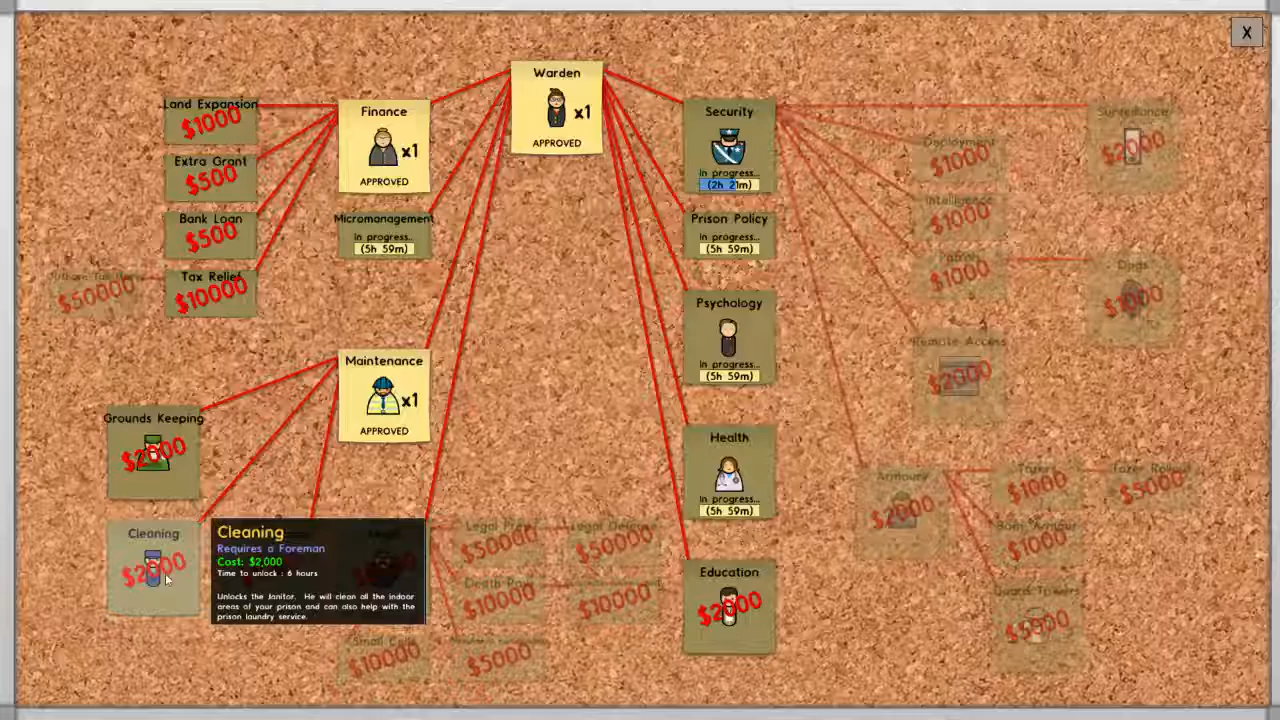 X
Warden
x1
APPROVED
Land Expansion
$1000
Finance
x1
APPROVED
Security
In progress...
(2h 21m)
Surveillance
$2000
Extra Grant
$500
Deployment
$1000
Bank Loan
$500
Micromanagement
In progress...
(5h 59m)
Prison Policy
In progress...
(5h 59m)
Intelligence
$1000
Tax Relief
$10000
$50000
Patrols
$1000
Dogs
$1000
Psychology
In progress...
(5h 59m)
Remote Access
$2000
Maintenance
x1
APPROVED
Grounds Keeping
$2000
Health
In progress...
(5h 59m)
Armoury
$2000
Tazers
$1000
Tazer Rollout
Body Armour
$1000
Cleaning
$2000
Cleaning
Requires a Foreman
Cost: $2,000
Time to unlock : 6 hours
Unlocks the Janitor. He will clean all the indoor
areas of your prison and can also help with the
prison laundry service.
Legal Prep
$50000
Legal Defense
$50000
Death Row
$10000
$10000
Education
$2000
Guard Towers
$5000
Small Cells
$10000
$5000